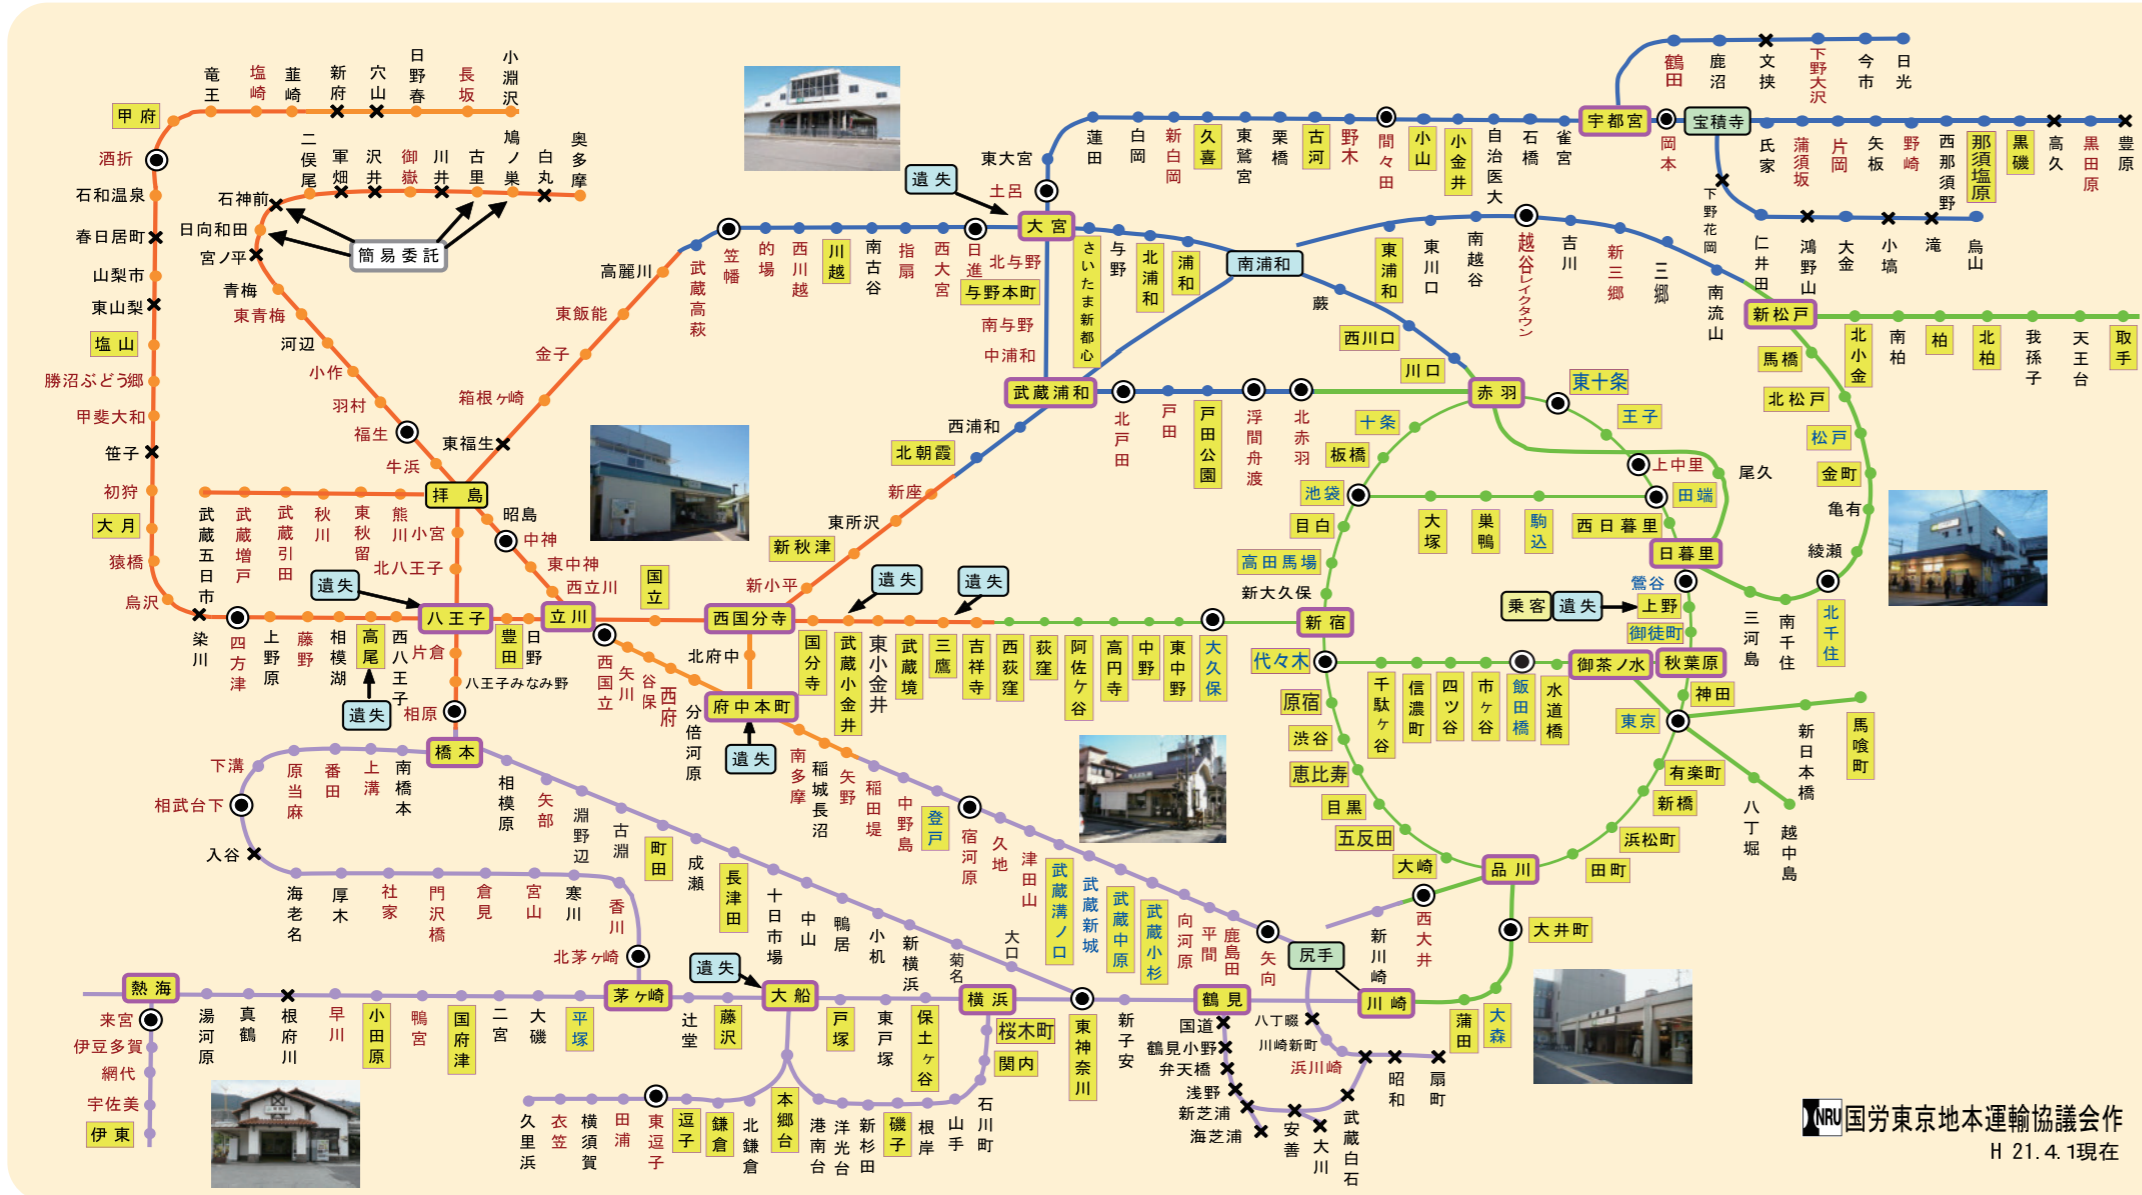 竜王
塩崎
韮崎
新府
穴山
日野春
長坂
小淵沢
甲府
酒折
石和温泉
春日居町
山梨市
東山梨
塩山
勝沼ぶどう郷
甲斐大和
笹子
初狩
大月
猿橋
鳥沢
二俣尾
軍畑
沢井
御嶽
川井
古里
鳩ノ巣
白丸
奥多摩
石神前
日向和田
宮ノ平
簡易委託
青梅
東青梅
河辺
小作
羽村
福生
牛浜
高麗川
東飯能
金子
箱根ヶ崎
東福生
拝島
武蔵五日市
武蔵増戸
武蔵引田
秋川
東秋留
熊川
小宮
北八王子
昭島
中神
東中神
西立川
遺失
梁川
四方津
上野原
藤野
相模湖
高尾
西八王子
八王子
豊田
日野
立川
国立
西国分寺
遺失
片倉
八王子みなみ野
相原
橋本
西国立
矢川
谷保
西府
分倍河原
北府中
府中本町
遺失
新小平
新秋津
東所沢
新座
北朝霞
西浦和
武蔵浦和
国分寺
武蔵小金井
東小金井
武蔵境
三鷹
吉祥寺
西荻窪
荻窪
阿佐ケ谷
高円寺
中野
東中野
大久保
遺失
遺失
新宿
武蔵高萩
笠幡
的場
西川越
川越
南古谷
指扇
西大宮
日進
大宮
遺失
土呂
東大宮
蓮田
白岡
新白岡
久喜
東鷲宮
栗橋
古河
野木
間々田
小山
小金井
自治医大
石橋
雀宮
宇都宮
鶴田
鹿沼
文挟
下野大沢
今市
日光
岡本
宝積寺
氏家
蒲須坂
片岡
矢板
野崎
西那須野
那須塩原
黒磯
高久
黒田原
豊原
下野花岡
仁井田
鴻野山
大金
小塙
滝
烏山
北与野
与野本町
南与野
中浦和
さいたま新都心
与野
北浦和
浦和
南浦和
蕨
西川口
川口
赤羽
東浦和
東川口
南越谷
越谷レイクタウン
吉川
新三郷
三郷
南流山
新松戸
北小金
南柏
柏
北柏
我孫子
天王台
取手
馬橋
北松戸
松戸
金町
亀有
綾瀬
北千住
南千住
三河島
北戸田
戸田
戸田公園
浮間舟渡
北赤羽
十条
板橋
池袋
目白
高田馬場
新大久保
東十条
王子
上中里
田端
西日暮里
尾久
日暮里
大塚
巣鴨
駒込
鶯谷
乗客
遺失
上野
御徒町
秋葉原
御茶ノ水
神田
東京
代々木
千駄ヶ谷
信濃町
四ツ谷
市ヶ谷
飯田橋
水道橋
原宿
渋谷
恵比寿
目黒
五反田
大崎
品川
有楽町
新橋
浜松町
田町
新日本橋
馬喰町
八丁堀
越中島
大井町
西大井
新川崎
大森
蒲田
川崎
下溝
原当麻
番田
上溝
南橋本
相武台下
入谷
海老名
厚木
社家
門沢橋
倉見
宮山
寒川
香川
北茅ヶ崎
相模原
矢部
淵野辺
古淵
町田
成瀬
長津田
十日市場
中山
鴨居
小机
新横浜
菊名
大口
南多摩
稲城長沼
矢野
稲田堤
中野島
登戸
宿河原
久地
津田山
武蔵溝ノ口
武蔵新城
武蔵中原
武蔵小杉
向河原
平間
鹿島田
矢向
尻手
熱海
湯河原
真鶴
根府川
早川
小田原
鴨宮
国府津
二宮
大磯
平塚
茅ヶ崎
辻堂
藤沢
大船
遺失
戸塚
東戸塚
保土ヶ谷
横浜
東神奈川
新子安
鶴見
来宮
伊豆多賀
網代
宇佐美
伊東
久里浜
衣笠
横須賀
田浦
東逗子
逗子
鎌倉
北鎌倉
本郷台
港南台
洋光台
新杉田
磯子
根岸
山手
石川町
関内
桜木町
国道
鶴見小野
弁天橋
浅野
新芝浦
海芝浦
安善
大川
武蔵白石
浜川崎
昭和
扇町
八丁畷
川崎新町
遺失
NRU 国労東京地本運輸協議会作
H 21.4.1現在